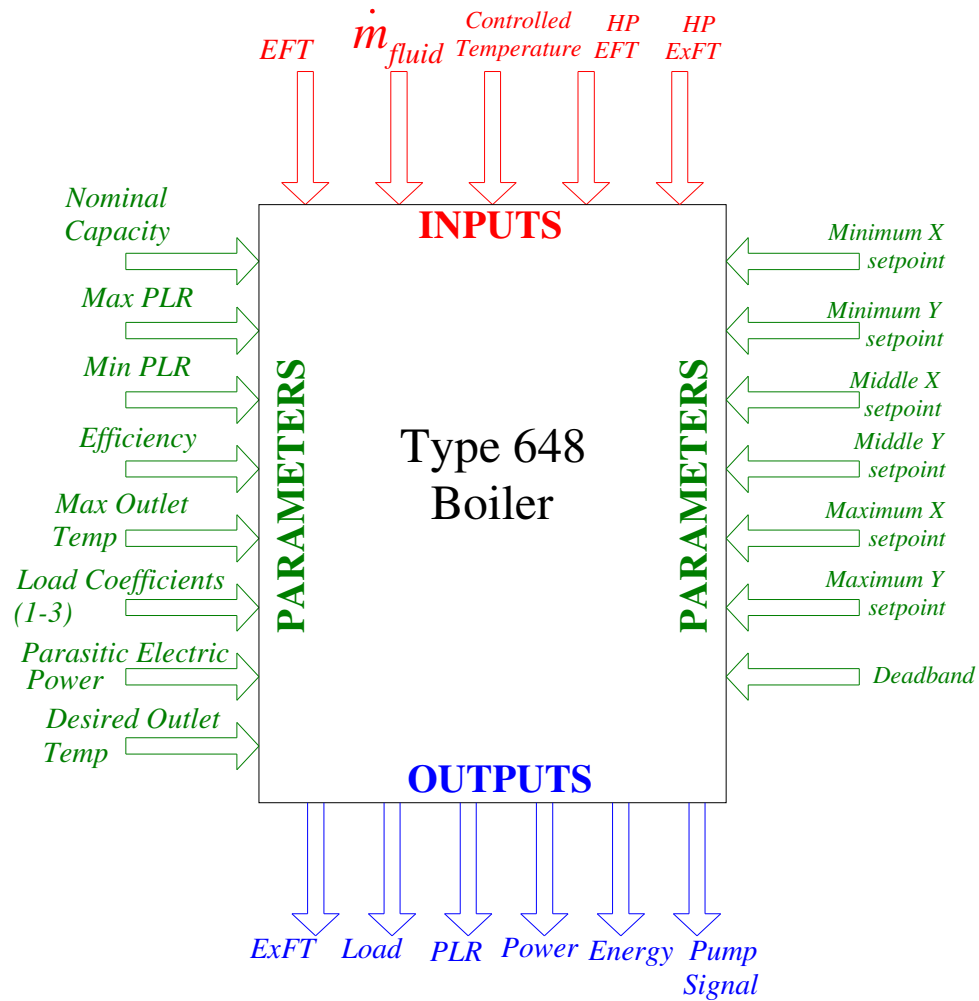 EFT
ṁfluid
Controlled
Temperature
HP
EFT
HP
ExFT
INPUTS
Nominal
Capacity
Max PLR
Min PLR
Efficiency
Max Outlet
Temp
Load Coefficients
(1-3)
Parasitic Electric
Power
Desired Outlet
Temp
PARAMETERS
Type 648
Boiler
PARAMETERS
Minimum X
setpoint
Minimum Y
setpoint
Middle X
setpoint
Middle Y
setpoint
Maximum X
setpoint
Maximum Y
setpoint
Deadband
OUTPUTS
ExFT
Load
PLR
Power
Energy
Pump
Signal